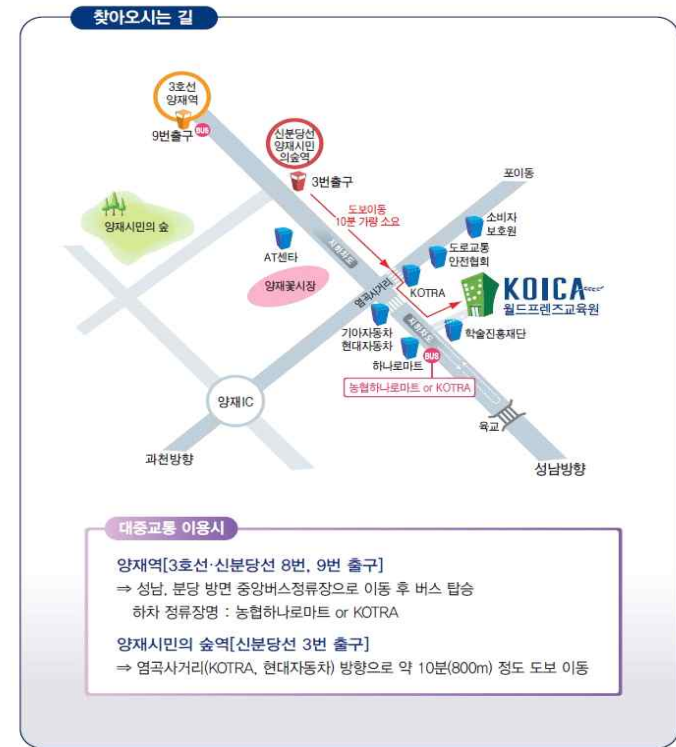 찾아오시는 길
3호선
양재역
9번출구
BUS
신분당선
양재시민
의숲역
3번출구
포이동
도보이동
10분 가량 소요
소비자
보호원
양재시민의 숲
도로교통
안전협회
AT센타
지하차도
양재꽃시장
염곡사거리
KOTRA
KOICA
월드프렌즈교육원
기아자동차
현대자동차
지하차도
학술진흥재단
하나로마트
BUS
농협하나로마트 or KOTRA
양재IC
육교
과천방향
성남방향
대중교통 이용시
양재역[3호선·신분당선 8번, 9번 출구]
⇒ 성남, 분당 방면 중앙버스정류장으로 이동 후 버스 탑승
하차 정류장명 : 농협하나로마트 or KOTRA
양재시민의 숲역[신분당선 3번 출구]
⇒ 염곡사거리(KOTRA, 현대자동차) 방향으로 약 10분(800m) 정도 도보 이동